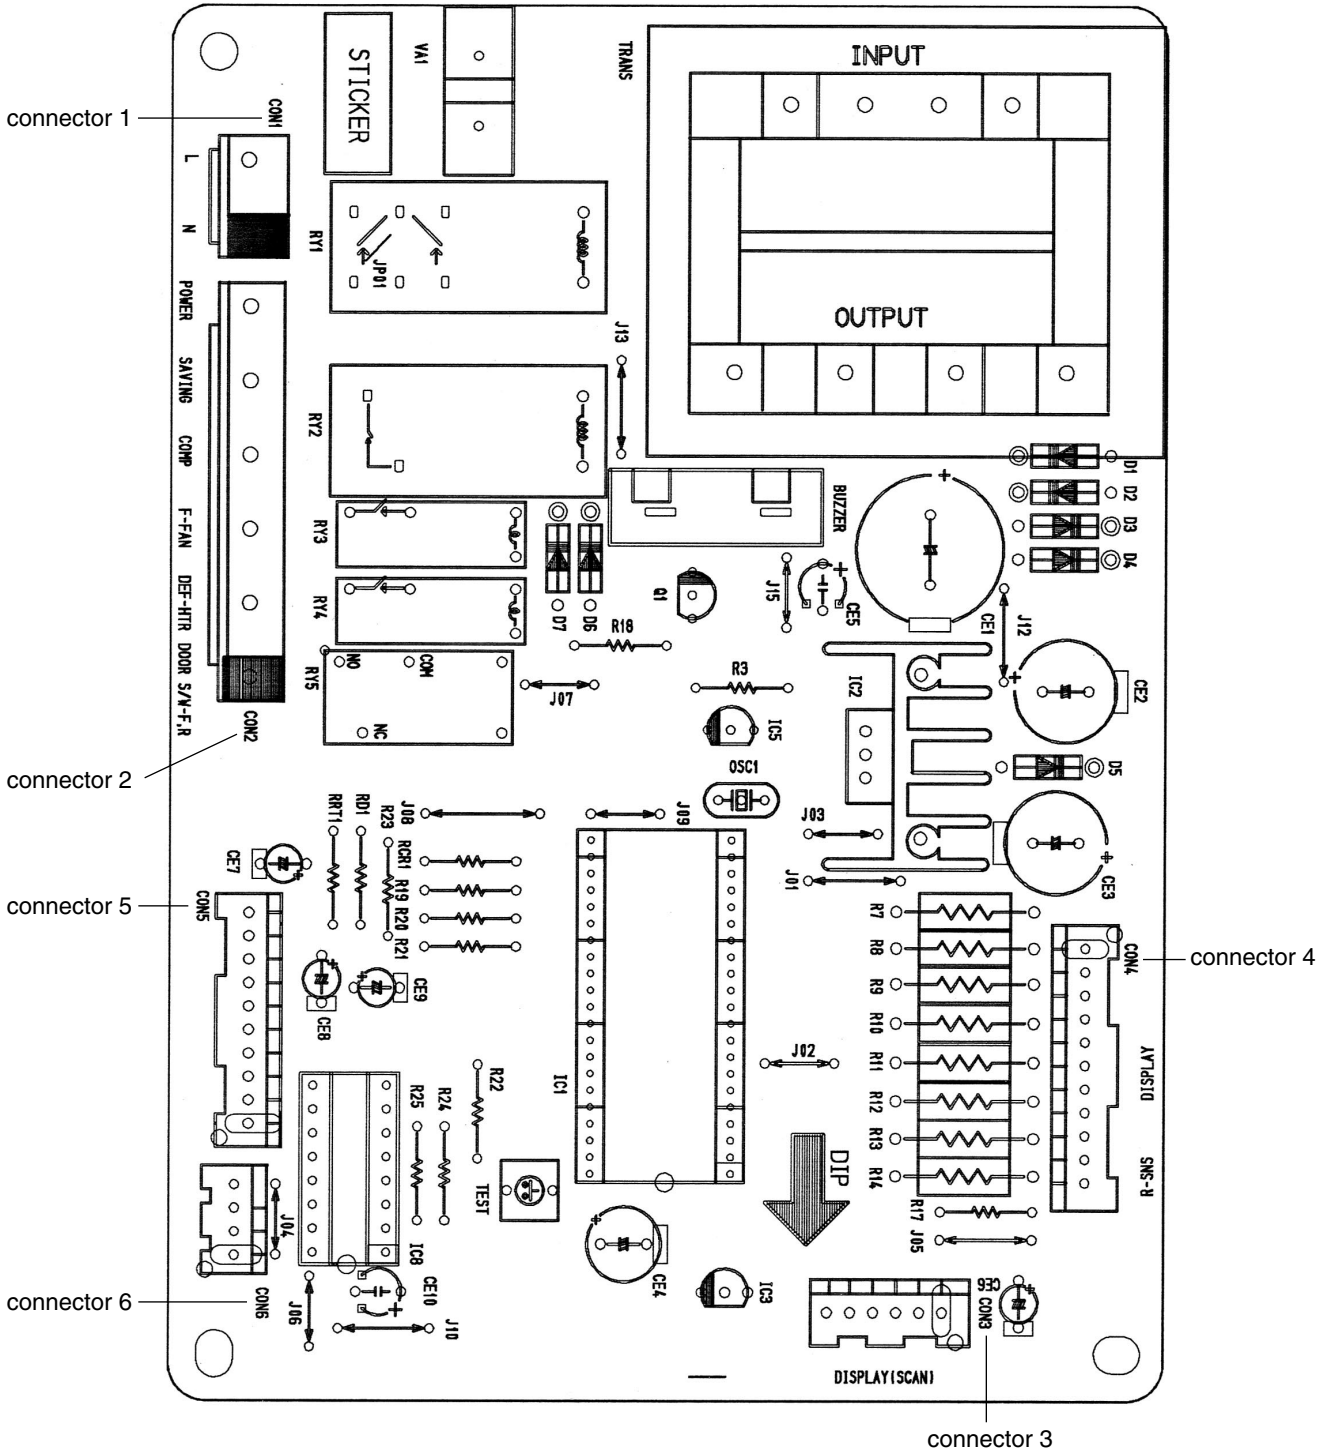 INPUT
TRANS
VA1
STICKER
connector 1
CON1
L
N
RY1
JP01
OUTPUT
J13
POWER
SAVING
COMP
F-FAN
DEF-HTR
DOOR S/W-F,R
RY2
D1
D2
D3
D4
BUZZER
RY3
RY4
D7
D6
Q1
J15
CE5
CE1
J12
R18
RY5
NO
COM
NC
J07
R3
IC2
CE2
CON2
IC5
D5
connector 2
OSC1
RRT1
RD1
R23
J08
J09
J03
CE7
RCR1
R19
R20
R21
J01
CE3
connector 5
CON5
R7
R8
R9
R10
R11
R12
R13
R14
CON4
connector 4
CE8
CE9
J02
DISPLAY
R-SNS
IC1
R22
R25
R24
TEST
DIP
R17
J05
J04
IC8
CE10
CE4
IC3
CE6
CON3
connector 6
CON6
J06
J10
DISPLAY(SCAN)
connector 3